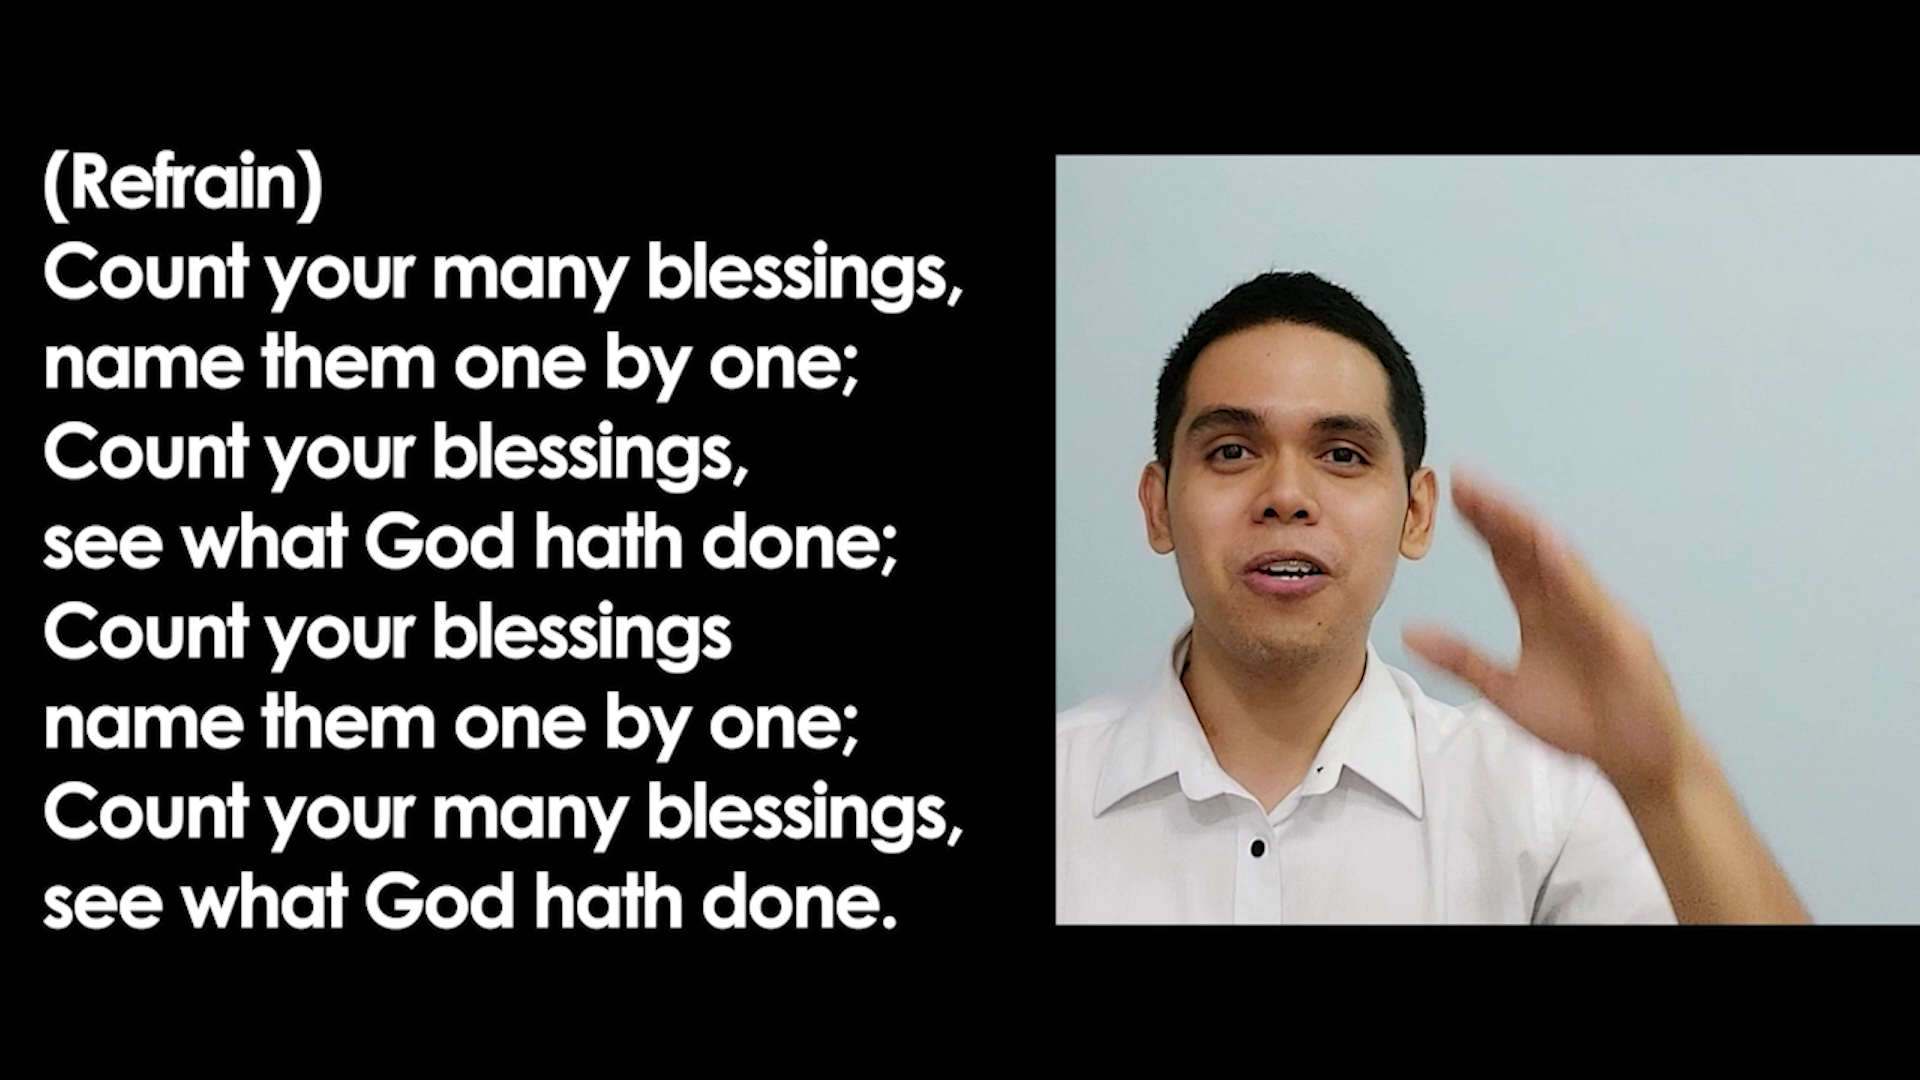 (Refrain)
Count your many blessings,
name them one by one;
Count your blessings,
see what God hath done;
Count your blessings
name them one by one;
Count your many blessings,
see what God hath done.